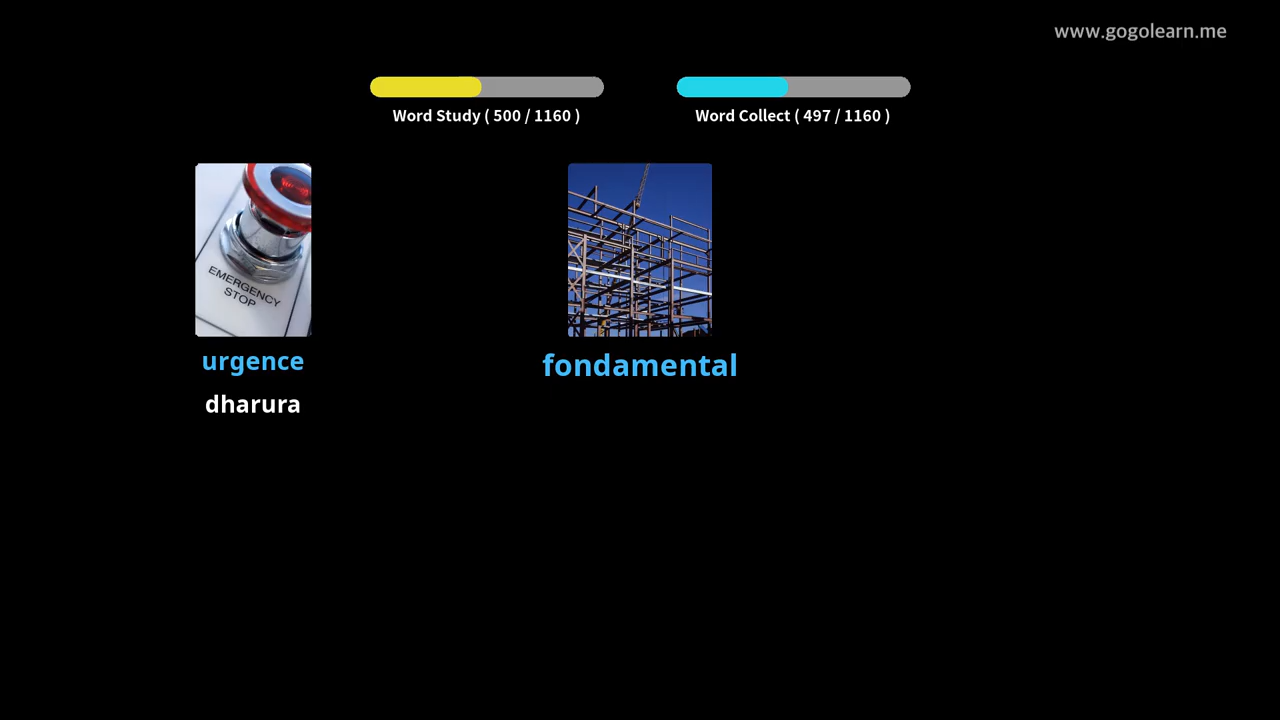 www.gogolearn.me
Word Study ( 500 / 1160 )
Word Collect ( 497 / 1160 )
EMERGENCY
STOP
urgence
dharura
fondamental